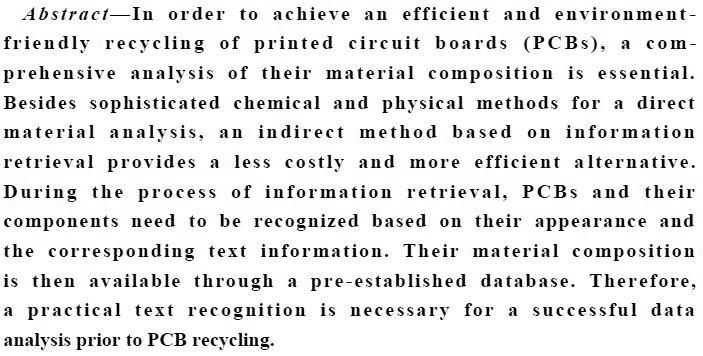 Abstract—In order to achieve an efficient and environment-
friendly recycling of printed circuit boards (PCBs), a com-
prehensive analysis of their material composition is essential.
Besides sophisticated chemical and physical methods for a direct
material analysis, an indirect method based on information
retrieval provides a less costly and more efficient alternative.
During the process of information retrieval, PCBs and their
components need to be recognized based on their appearance and
the corresponding text information. Their material composition
is then available through a pre-established database. Therefore,
a practical text recognition is necessary for a successful data
analysis prior to PCB recycling.